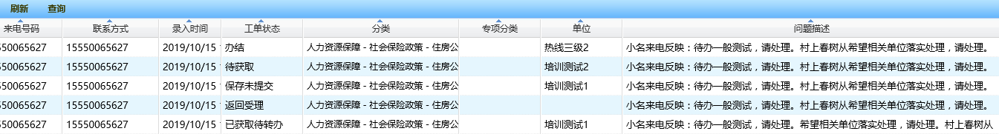 刷新 查询
来电号码 联系方式 录入时间 工单状态 分类 专项分类 单位 问题描述
550065627 15550065627 2019/10/15 办结 人力资源保障 - 社会保险政策 - 住房公 热线三级2 小名来电反映：待办一般测试，请处理。村上春树从希望相关单位落实处理，请处理。
550065627 15550065627 2019/10/15 待获取 人力资源保障 - 社会保险政策 - 住房公 培训测试2 小名来电反映：待办一般测试，请处理。村上春树从希望相关单位落实处理，请处理。
550065627 15550065627 2019/10/15 保存未提交 人力资源保障 - 社会保险政策 - 住房公 培训测试1 小名来电反映：待办一般测试，请处理。村上春树从希望相关单位落实处理，请处理。
550065627 15550065627 2019/10/15 返回受理 人力资源保障 - 社会保险政策 - 住房公 小名来电反映：待办一般测试，请处理。村上春树从希望相关单位落实处理，请处理。
550065627 15550065627 2019/10/15 已获取待转办 人力资源保障 - 社会保险政策 - 住房公 培训测试1 小名来电反映：待办一般测试，请处理。希望相关单位落实处理，请处理。村上春树从